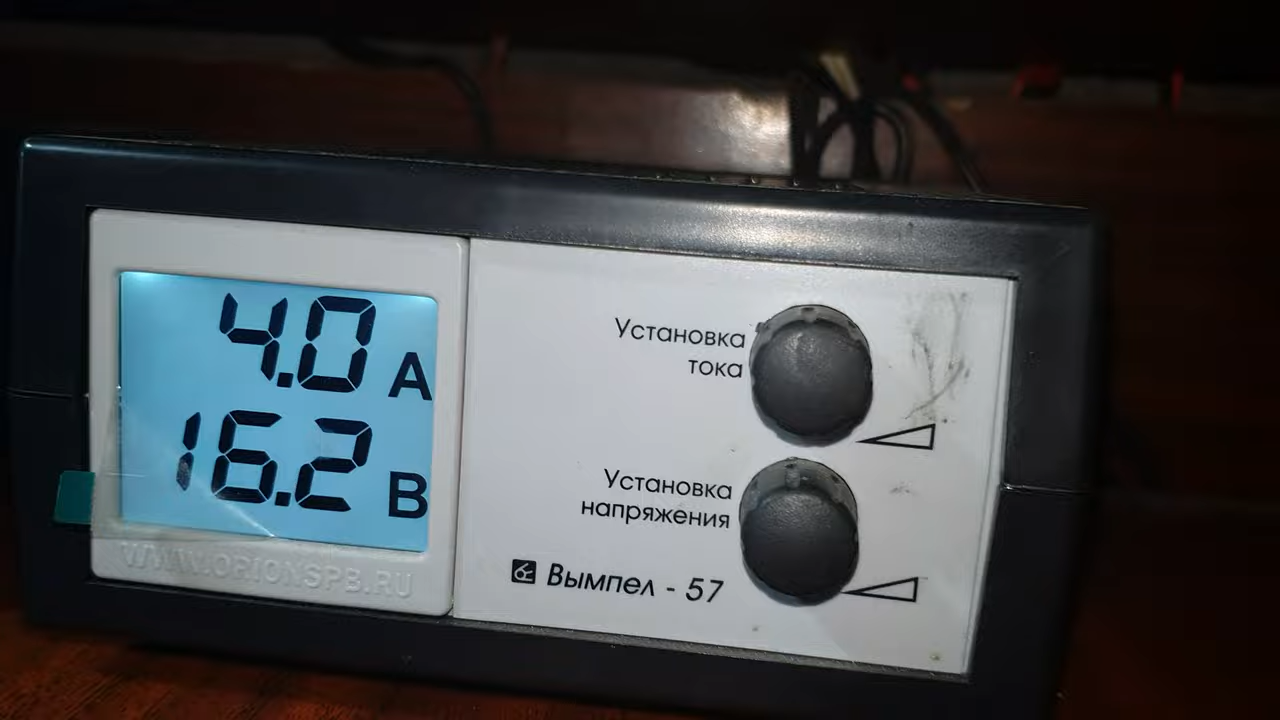 4.0 А
16.2 В
WWW.ORIONSPB.RU
Установка
тока
Установка
напряжения
Вымпел - 57